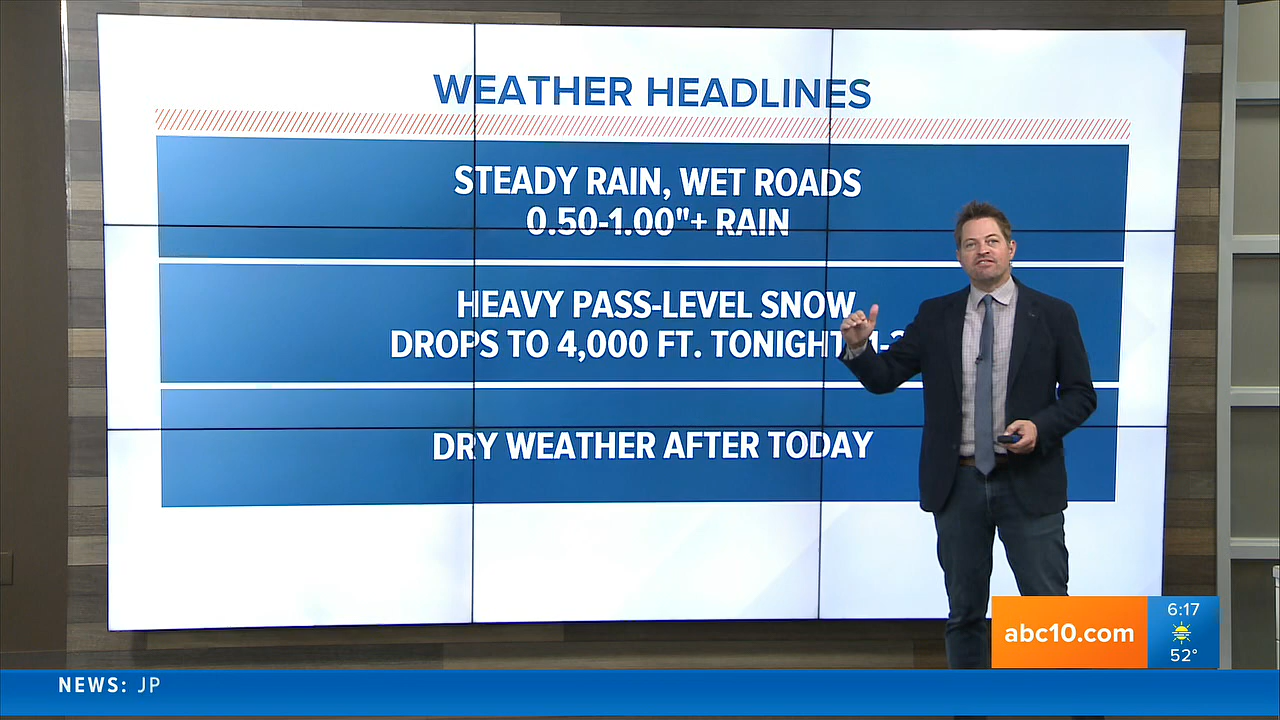 WEATHER HEADLINES
STEADY RAIN, WET ROADS
0.50-1.00"+ RAIN
HEAVY PASS-LEVEL SNOW
DROPS TO 4,000 FT. TONIGHT
DRY WEATHER AFTER TODAY
abc10.com
6:17
52°
NEWS: JP